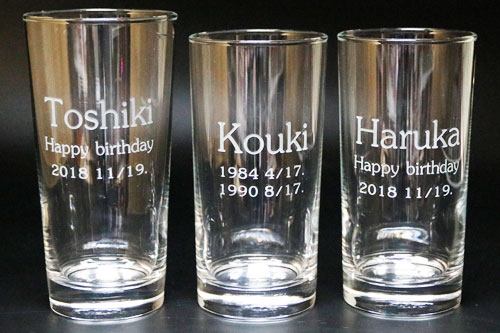 Toshiki
Happy birthday
2018 11/19.
Kouki
1984 4/17.
1990 8/17.
Haruka
Happy birthday
2018 11/19.